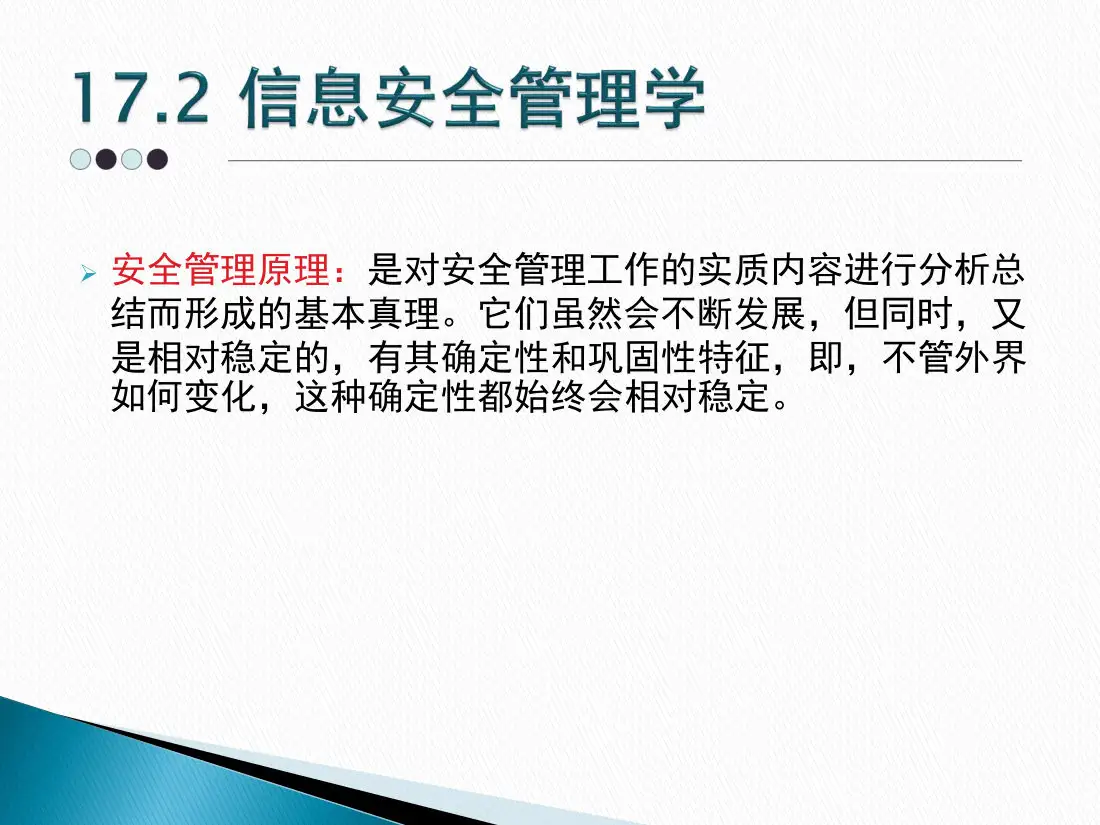 17.2 信息安全管理学
安全管理原理：是对安全管理工作的实质内容进行分析总
结而形成的基本真理。它们虽然会不断发展，但同时，又
是相对稳定的，有其确定性和巩固性特征，即，不管外界
如何变化，这种确定性都始终会相对稳定。